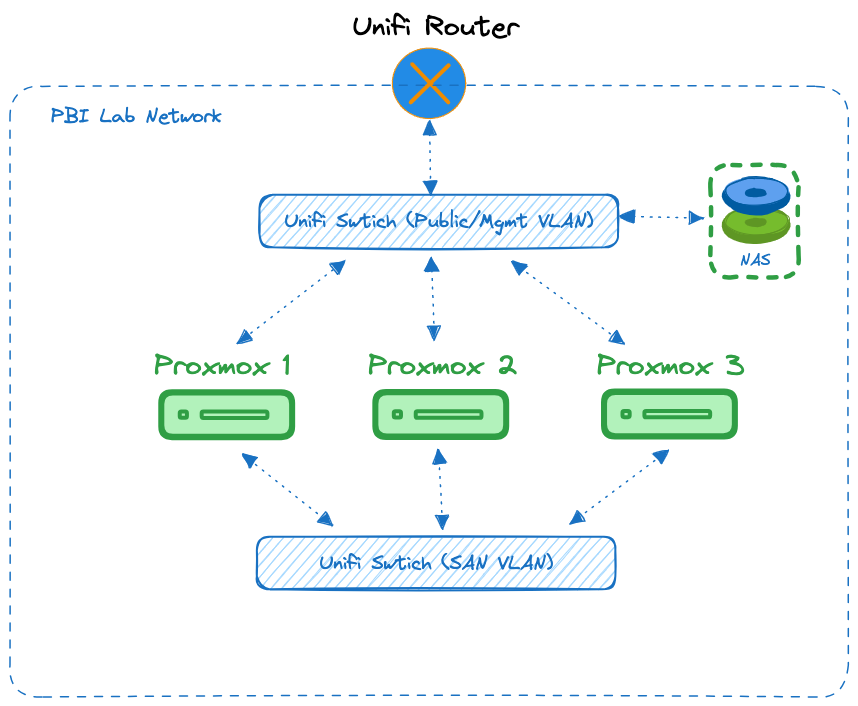 Unifi Router
PBI Lab Network
Unifi Swtich (Public/Mgmt VLAN)
NAS
Proxmox 1
Proxmox 2
Proxmox 3
Unifi Swtich (SAN VLAN)